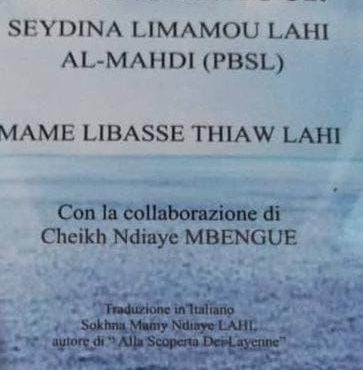 SEYDINA LIMAMOU LAHI
AL-MAHDI (PBSL)
MAME LIBASSE THIAW LAHI
Con la collaborazione di
Cheikh Ndiaye MBENGUE
Traduzione in Italiano
Sokhna Mamy Ndiaye LAHI,
autore di “ Alla Scoperta Dei Layenne”